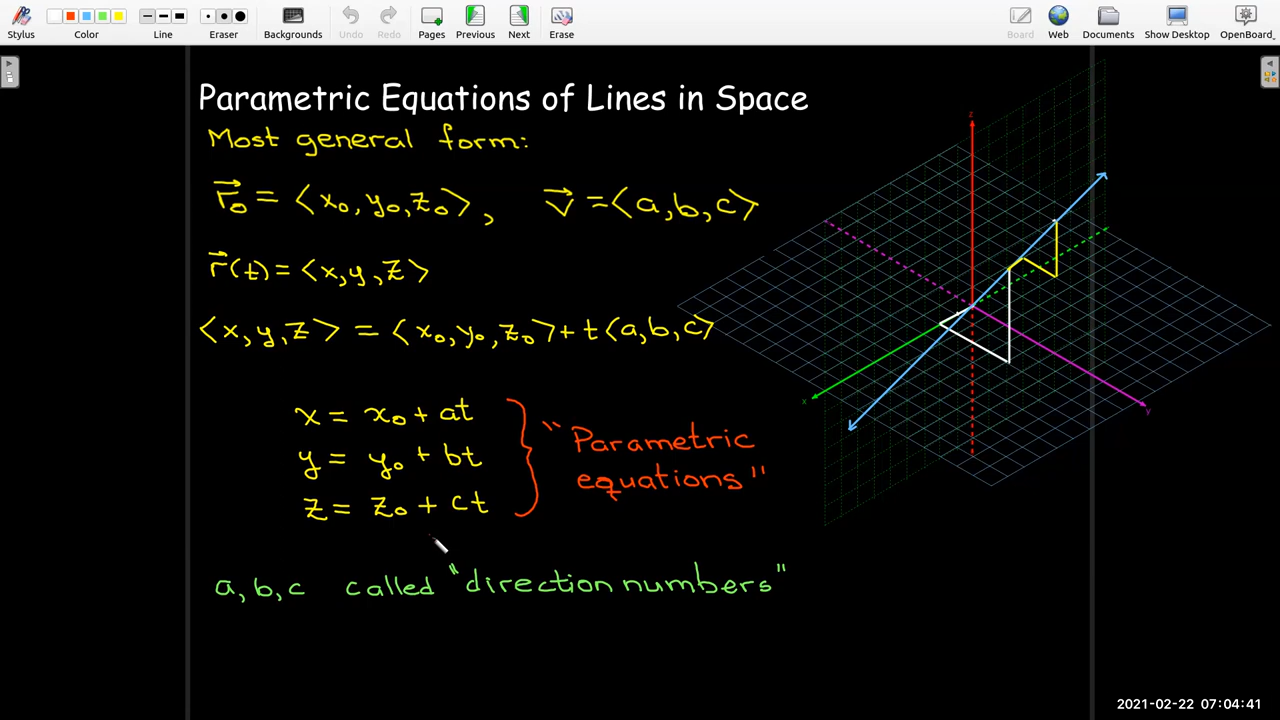 Stylus Color Line Eraser Backgrounds Undo Redo Pages Previous Next Erase Board Web Documents Show Desktop OpenBoard
Parametric Equations of Lines in Space
Most general form:
r⃗₀ = ⟨x₀, y₀, z₀⟩, v⃗ = ⟨a, b, c⟩
r⃗(t) = ⟨x, y, z⟩
⟨x, y, z⟩ = ⟨x₀, y₀, z₀⟩ + t⟨a, b, c⟩
x = x₀ + at
y = y₀ + bt
z = z₀ + ct
"Parametric
equations"
a, b, c called "direction numbers"
z
x
y
2021-02-22 07:04:41